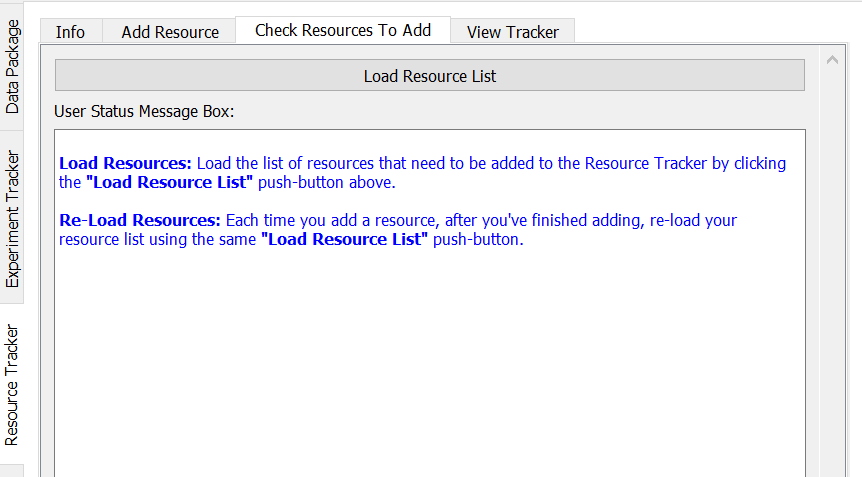 Info
Add Resource
Check Resources To Add
View Tracker
Load Resource List
User Status Message Box:
Load Resources: Load the list of resources that need to be added to the Resource Tracker by clicking
the "Load Resource List" push-button above.
Re-Load Resources: Each time you add a resource, after you've finished adding, re-load your
resource list using the same "Load Resource List" push-button.
Data Package
Experiment Tracker
Resource Tracker